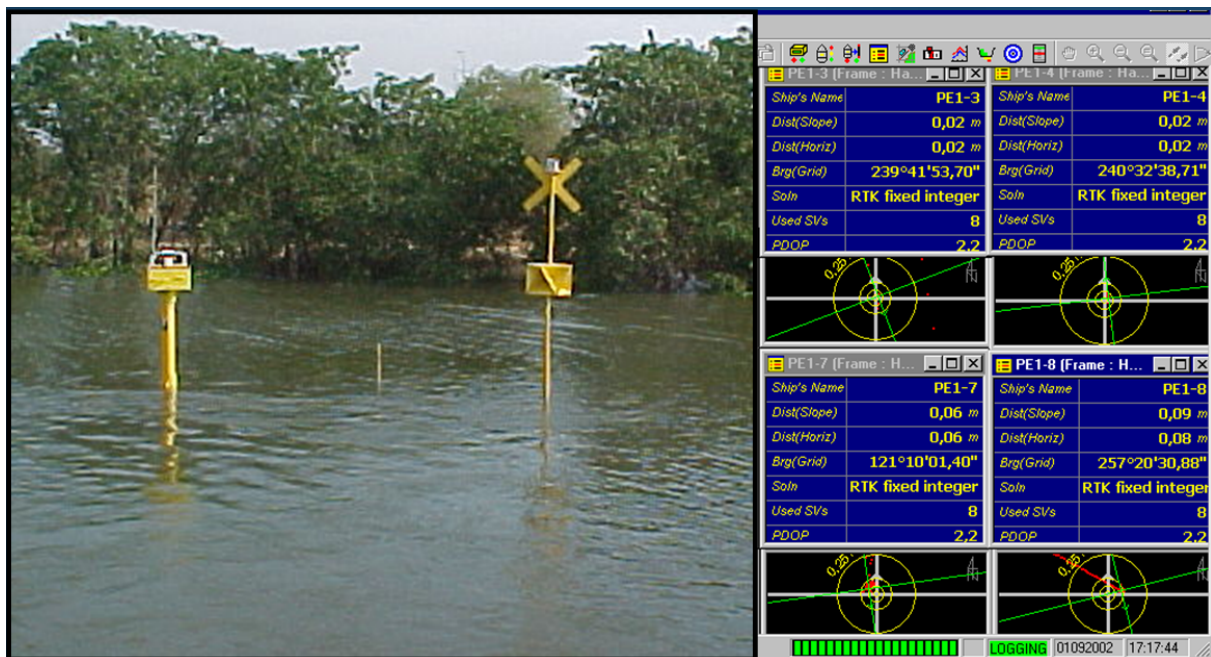 PE1-3 (Frame : Ha...
Ship's Name PE1-3
Dist(Slope) 0,02 m
Dist(Horiz) 0,02 m
Brg(Grid) 239°41'53,70"
Soln RTK fixed integer
Used SVs 8
PDOP 2,2
0,25
PE1-4 (Frame : Ha...
Ship's Name PE1-4
Dist(Slope) 0,02 m
Dist(Horiz) 0,02 m
Brg(Grid) 240°32'38,71"
Soln RTK fixed integer
Used SVs 8
PDOP 2,2
0,25
PE1-7 (Frame : H...
Ship's Name PE1-7
Dist(Slope) 0,06 m
Dist(Horiz) 0,06 m
Brg(Grid) 121°10'01,40"
Soln RTK fixed integer
Used SVs 8
PDOP 2,2
0,25
PE1-8 (Frame : H...
Ship's Name PE1-8
Dist(Slope) 0,09 m
Dist(Horiz) 0,08 m
Brg(Grid) 257°20'30,88"
Soln RTK fixed integer
Used SVs 8
PDOP 2,2
0,25
LOGGING 01092002 17:17:44